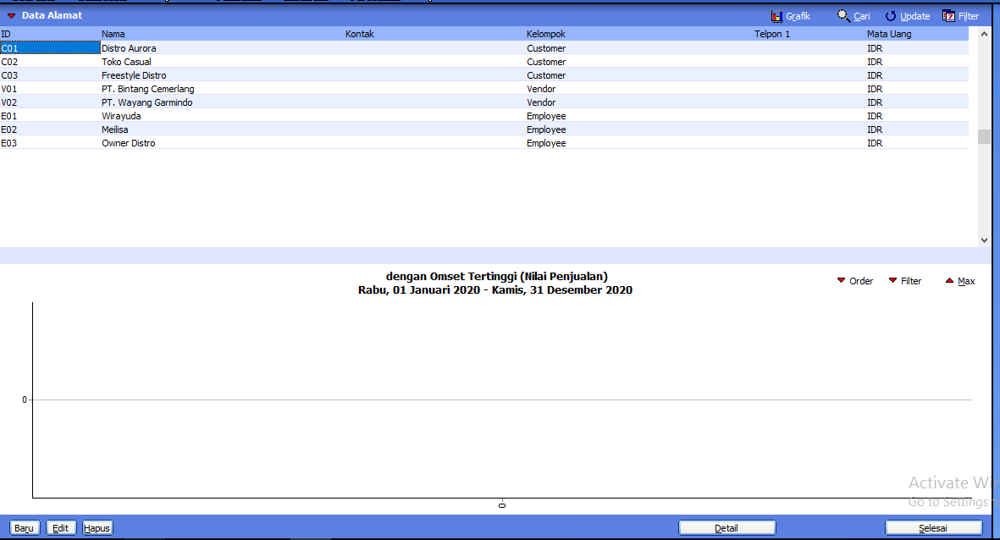 Data Alamat Grafik Cari Update Filter
ID Nama Kontak Kelompok Telpon 1 Mata Uang
C01 Distro Aurora Customer IDR
C02 Toko Casual Customer IDR
C03 Freestyle Distro Customer IDR
V01 PT. Bintang Cemerlang Vendor IDR
V02 PT. Wayang Garmindo Vendor IDR
E01 Wirayuda Employee IDR
E02 Meilisa Employee IDR
E03 Owner Distro Employee IDR
dengan Omset Tertinggi (Nilai Penjualan)
Rabu, 01 Januari 2020 - Kamis, 31 Desember 2020
Order Filter Max
0
0
Activate Win
Go to Settings to
Baru Edit Hapus Detail Selesai